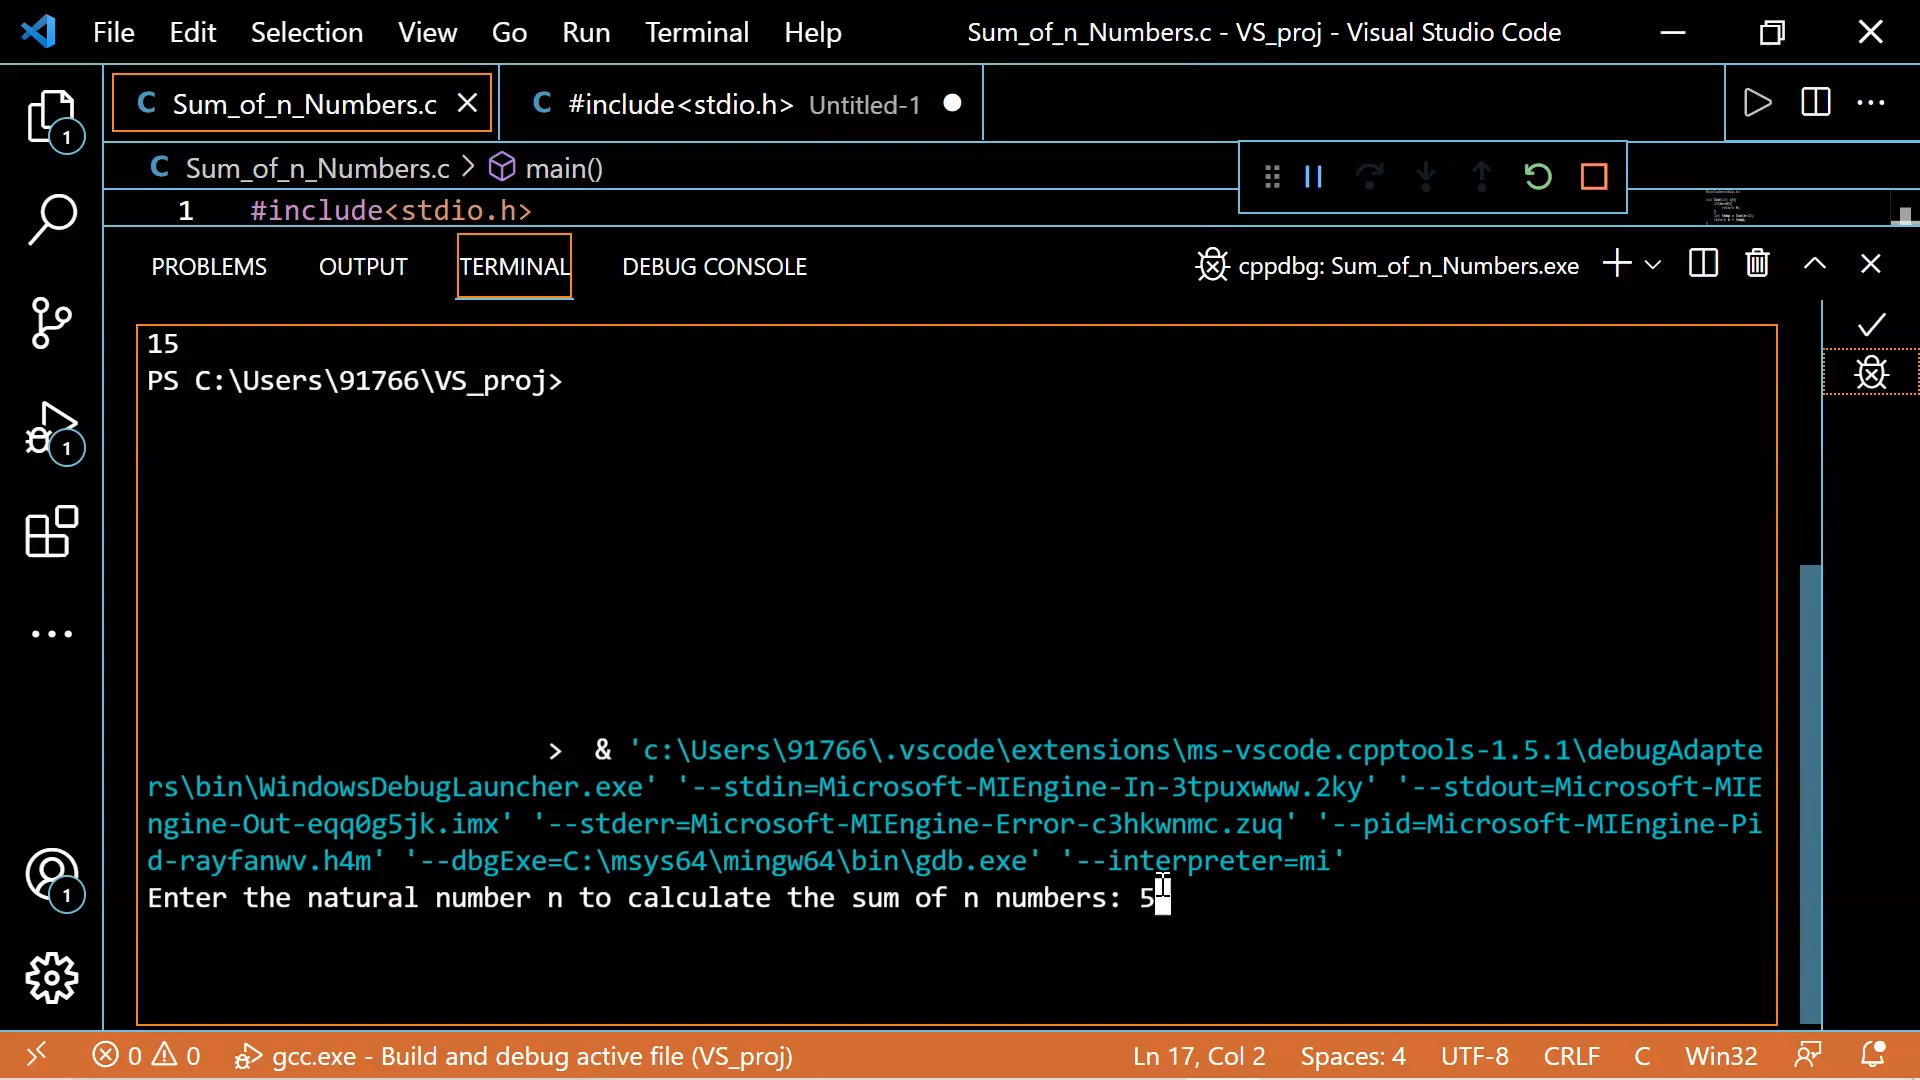 File Edit Selection View Go Run Terminal Help Sum_of_n_Numbers.c - VS_proj - Visual Studio Code
C Sum_of_n_Numbers.c C #include<stdio.h> Untitled-1
1
C Sum_of_n_Numbers.c > main()
1 #include<stdio.h>
PROBLEMS OUTPUT TERMINAL DEBUG CONSOLE cppdbg: Sum_of_n_Numbers.exe
15
PS C:\Users\91766\VS_proj>
1
> & 'c:\Users\91766\.vscode\extensions\ms-vscode.cpptools-1.5.1\debugAdapte
rs\bin\WindowsDebugLauncher.exe' '--stdin=Microsoft-MIEngine-In-3tpuxwww.2ky' '--stdout=Microsoft-MIE
ngine-Out-eqq0g5jk.imx' '--stderr=Microsoft-MIEngine-Error-c3hkwnmc.zuq' '--pid=Microsoft-MIEngine-Pi
d-rayfanwv.h4m' '--dbgExe=C:\msys64\mingw64\bin\gdb.exe' '--interpreter=mi'
Enter the natural number n to calculate the sum of n numbers: 5
1
0 0 gcc.exe - Build and debug active file (VS_proj) Ln 17, Col 2 Spaces: 4 UTF-8 CRLF C Win32